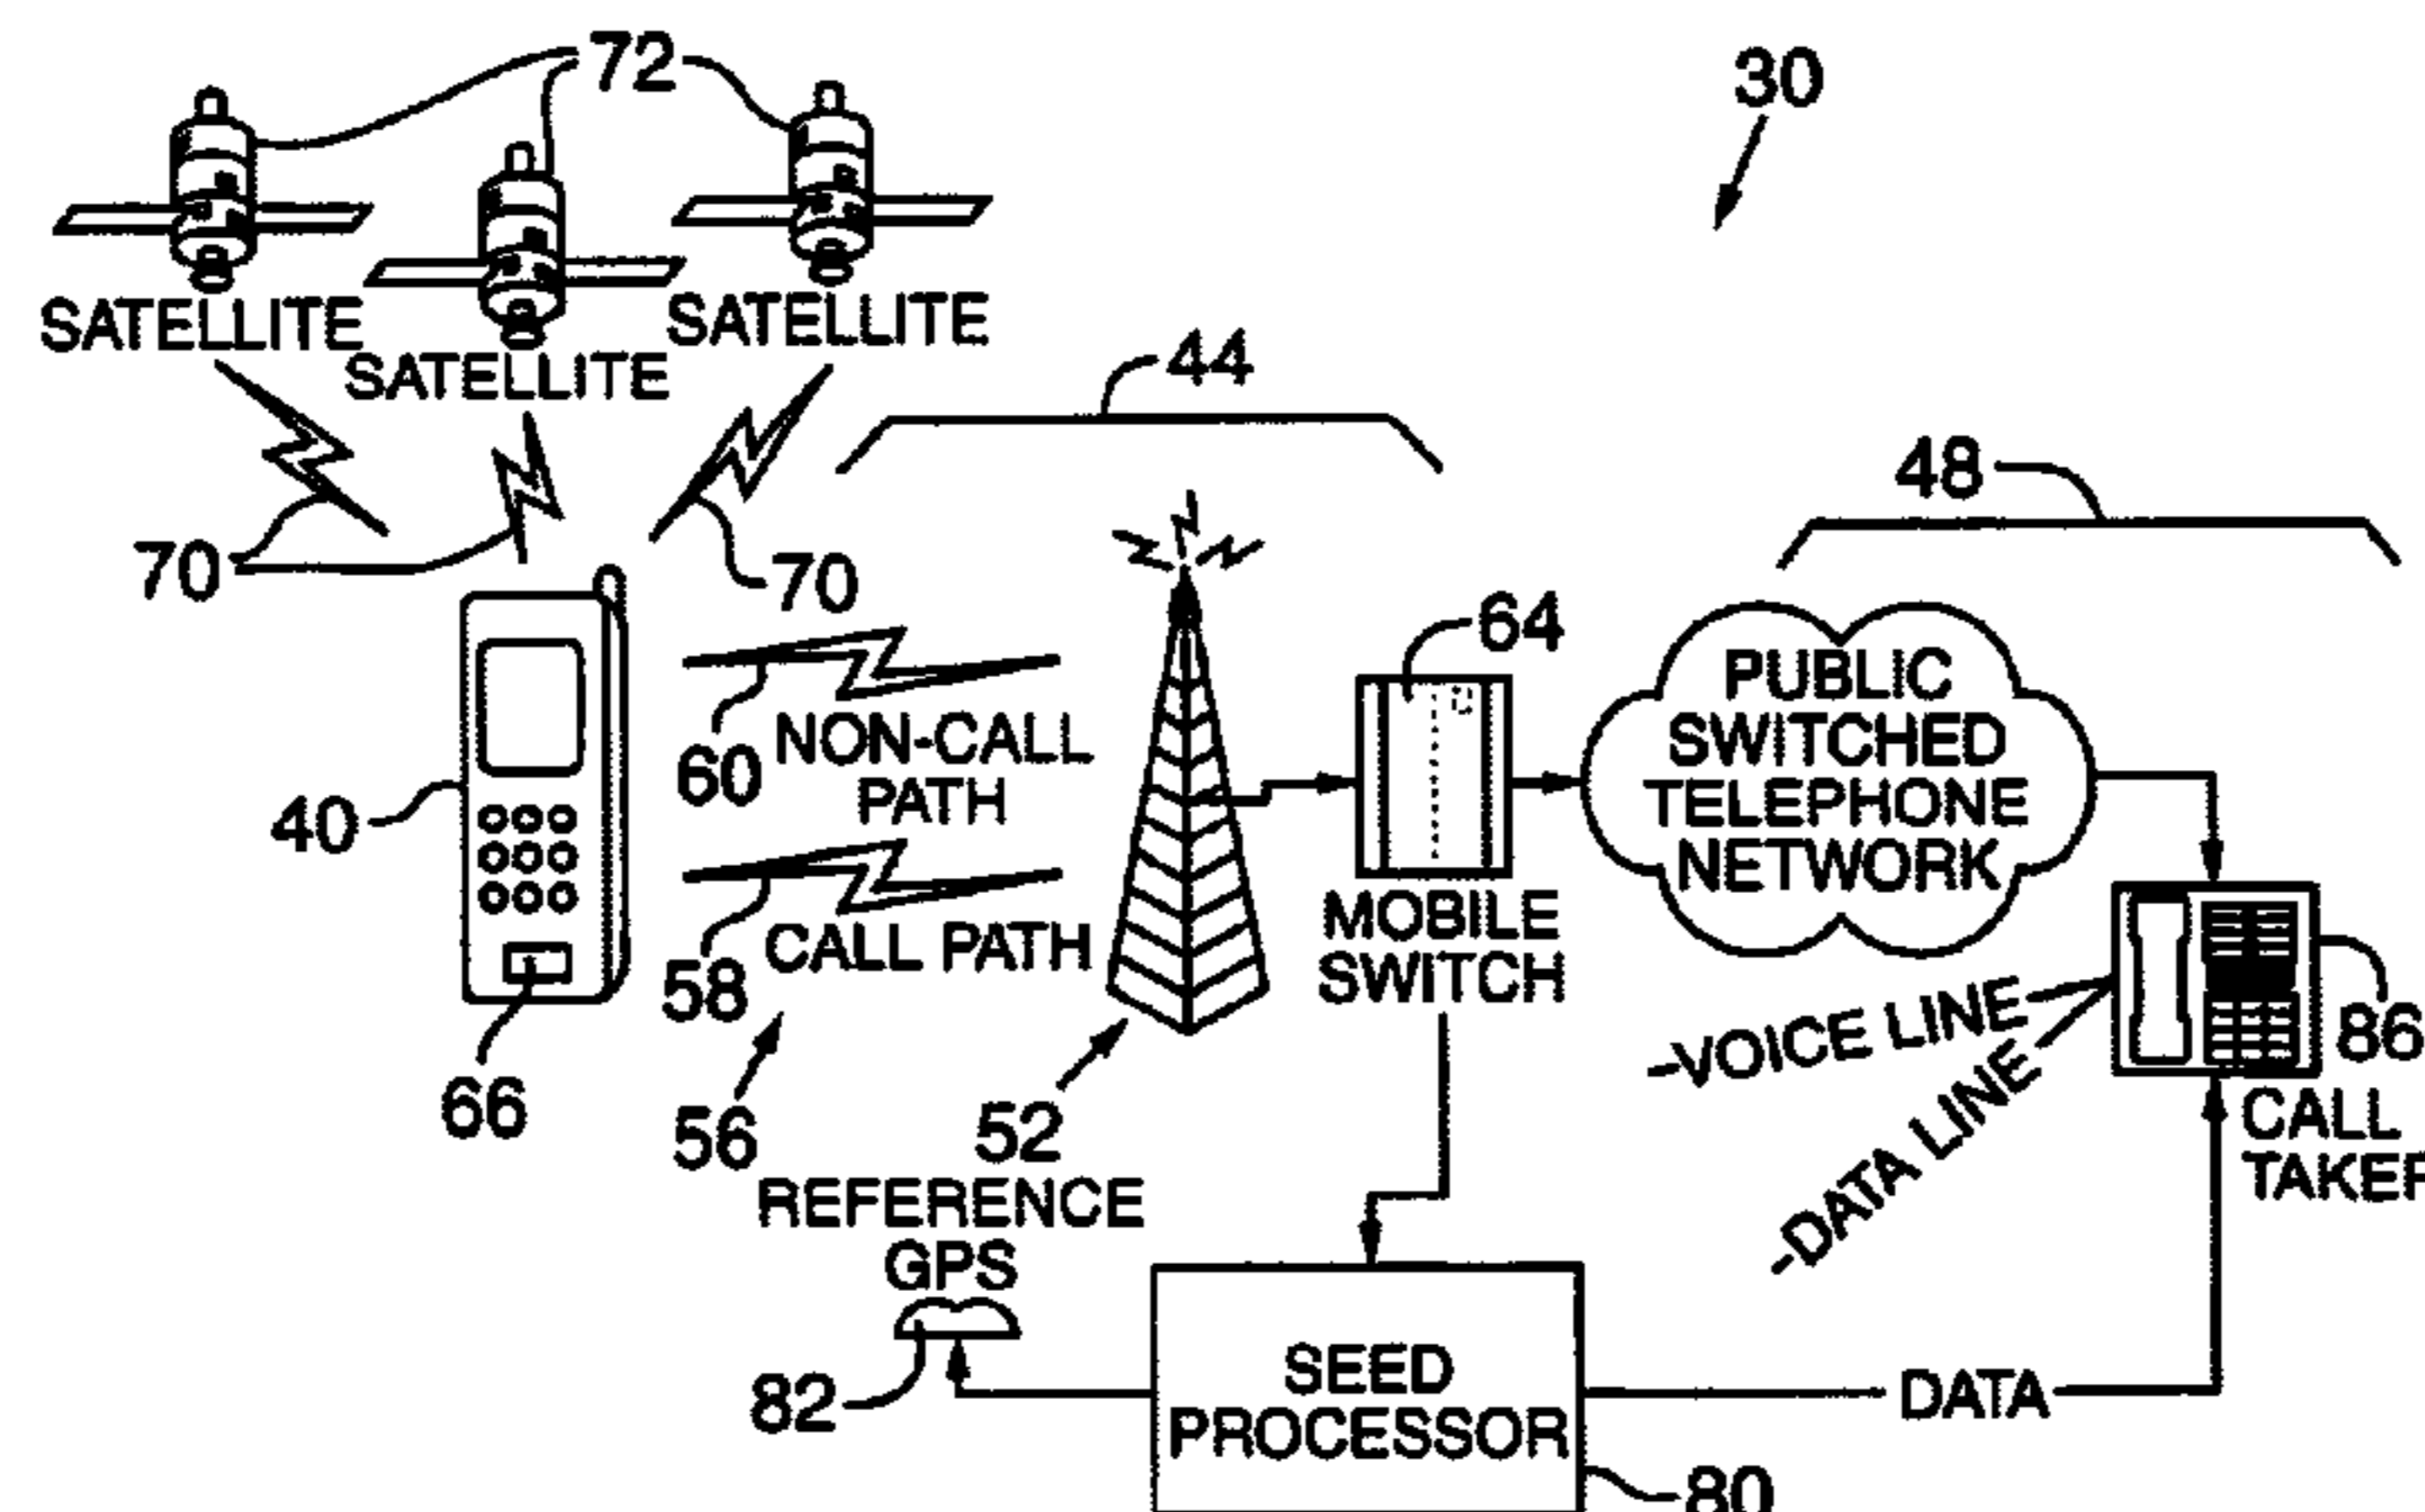 72
30
SATELLITE
SATELLITE
SATELLITE
44
48
70
70
64
60
NON-CALL
PATH
40
58
CALL PATH
66
56
52
MOBILE
SWITCH
PUBLIC
SWITCHED
TELEPHONE
NETWORK
-VOICE LINE
-DATA LINE
86
CALL
TAKER
REFERENCE
GPS
82
SEED
PROCESSOR
DATA
80